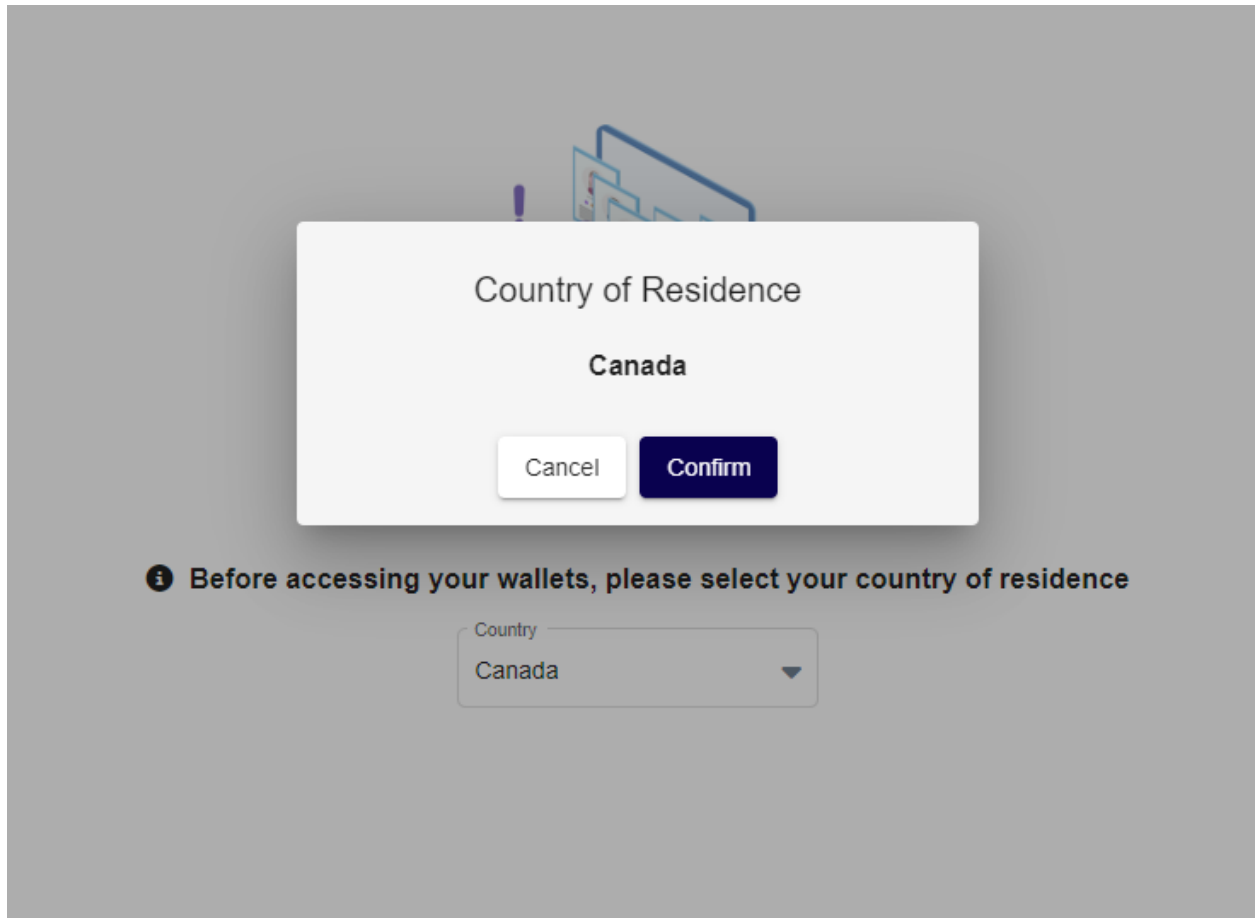 Country of Residence
Canada
Cancel
Confirm
Before accessing your wallets, please select your country of residence
Country
Canada